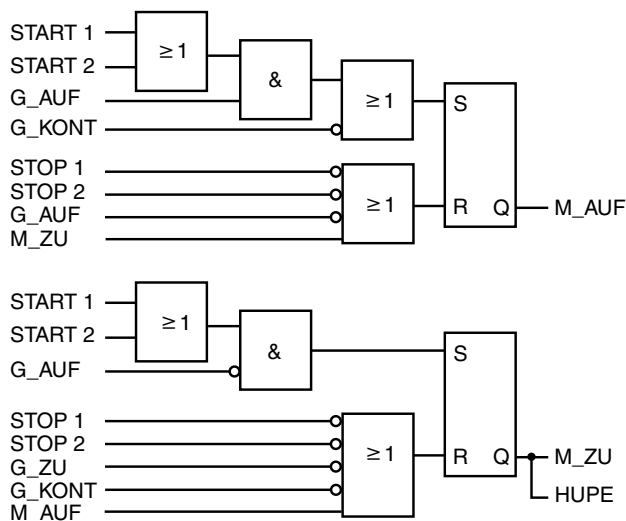 START 1
START 2
≥1
G_AUF
&
G_KONT
≥1
S
STOP 1
STOP 2
G_AUF
M_ZU
≥1
R Q
M_AUF
START 1
START 2
≥1
G_AUF
&
S
STOP 1
STOP 2
G_ZU
G_KONT
M_AUF
≥1
R Q
M_ZU
HUPE